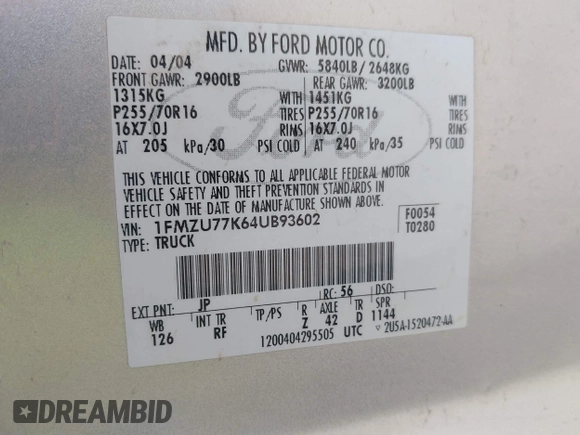 MFD. BY FORD MOTOR CO.
DATE: 04/04 GVWR: 5840LB/ 2648KG
FRONT GAWR: 2900LB REAR GAWR: 3200LB
1315KG WITH 1451KG WITH
P255/70R16 TIRES P255/70R16 TIRES
16X7.0J RIMS 16X7.0J RIMS
AT 205 kPa/30 PSI COLD AT 240 kPa/35 PSI COLD
THIS VEHICLE CONFORMS TO ALL APPLICABLE FEDERAL MOTOR
VEHICLE SAFETY AND THEFT PREVENTION STANDARDS IN
EFFECT ON THE DATE OF MANUFACTURE SHOWN ABOVE.
VIN: 1FMZU77K64UB93602 F0054
TYPE: TRUCK T0280
EXT PNT: JP RC: 56 DSO:
WB INT TR TP/PS R AXLE TR SPR
126 RF Z 42 D 1144
1200404295505 UTC 2U5A-1520472-AA
Ford
DREAMBID